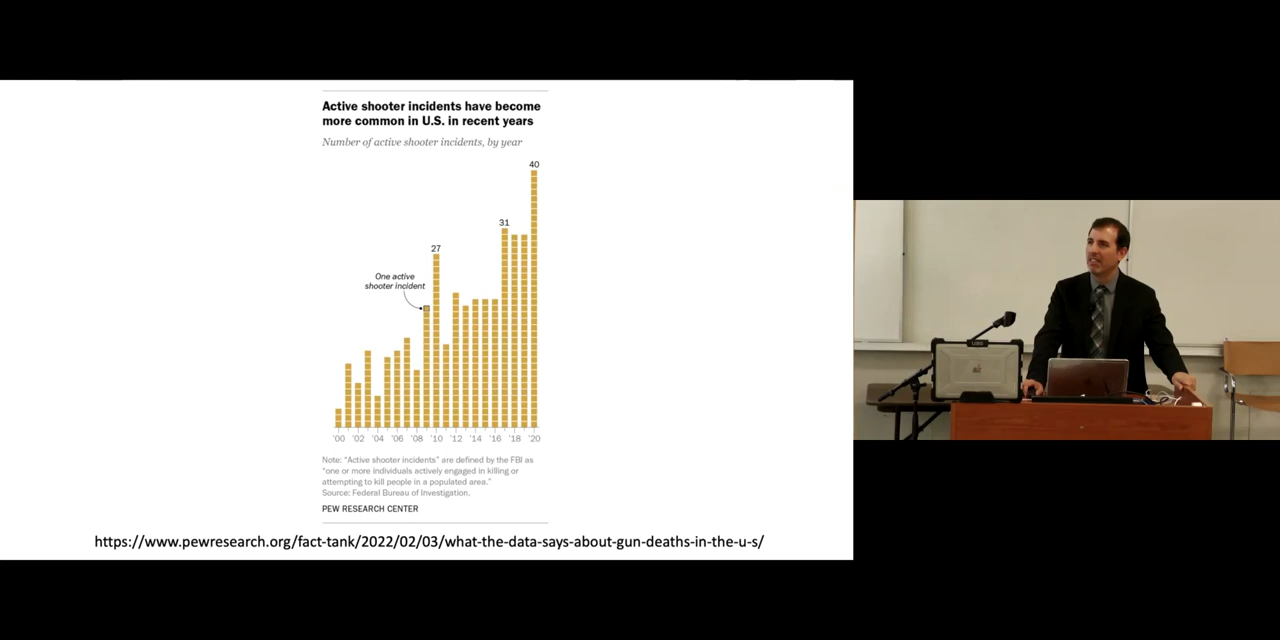 Active shooter incidents have become
more common in U.S. in recent years
Number of active shooter incidents, by year
40
31
27
One active
shooter incident
'00 '02 '04 '06 '08 '10 '12 '14 '16 '18 '20
Note: “Active shooter incidents” are defined by the FBI as
“one or more individuals actively engaged in killing or
attempting to kill people in a populated area.”
Source: Federal Bureau of Investigation.
PEW RESEARCH CENTER
https://www.pewresearch.org/fact-tank/2022/02/03/what-the-data-says-about-gun-deaths-in-the-u-s/